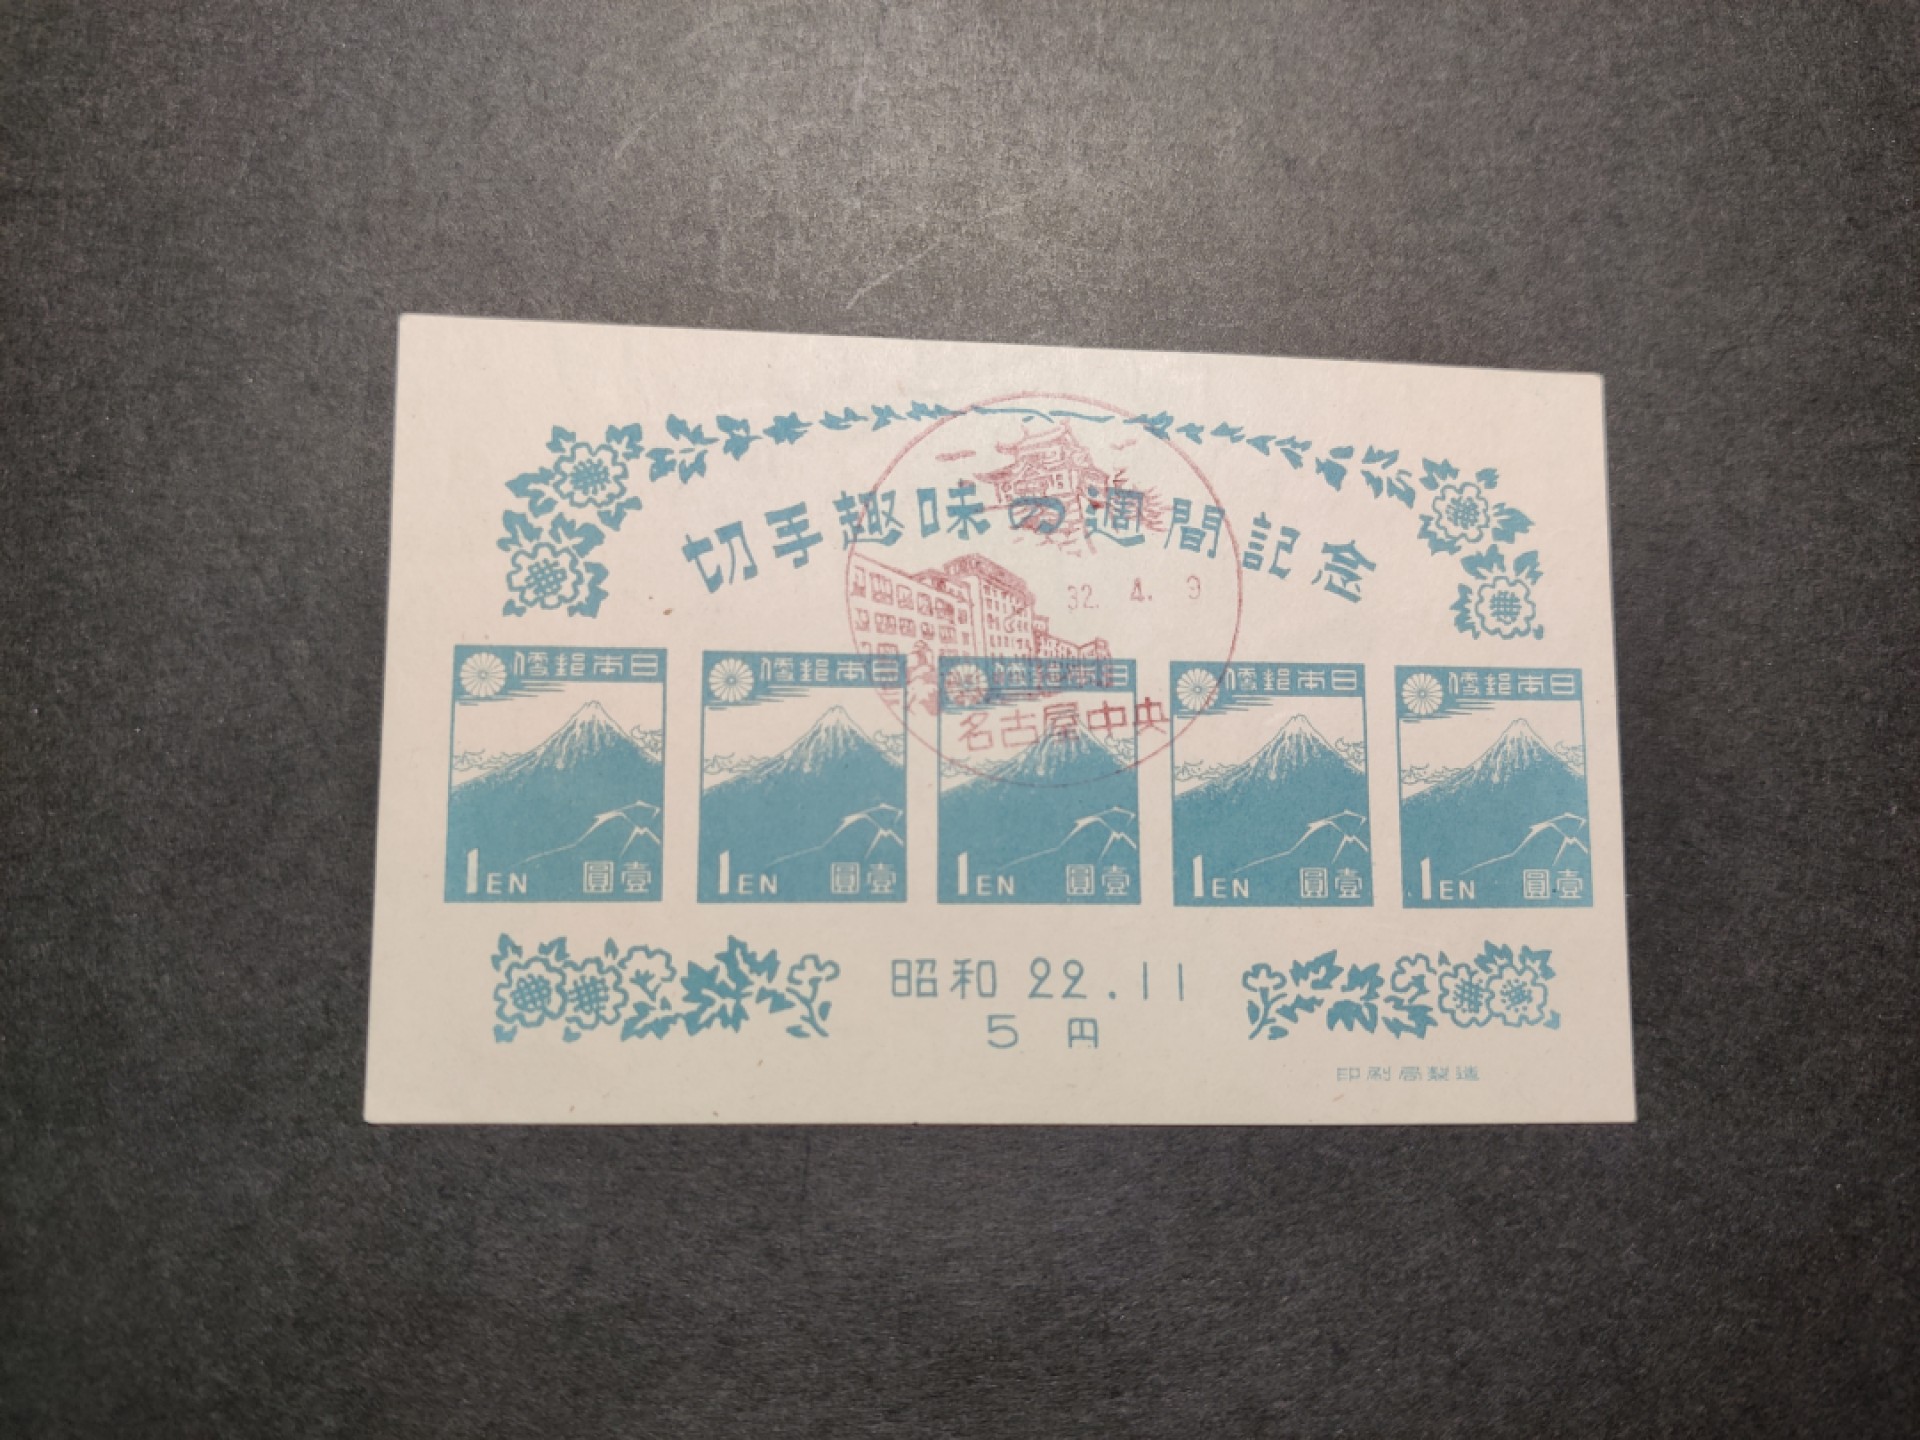 切手趣味の週間記念
32. 4. 9
名古屋中央
日本郵便
日本郵便
日本郵便
日本郵便
日本郵便
1EN 壹圓
1EN 壹圓
1EN 壹圓
1EN 壹圓
1EN 壹圓
昭和 22.11
5 円
印刷局製造